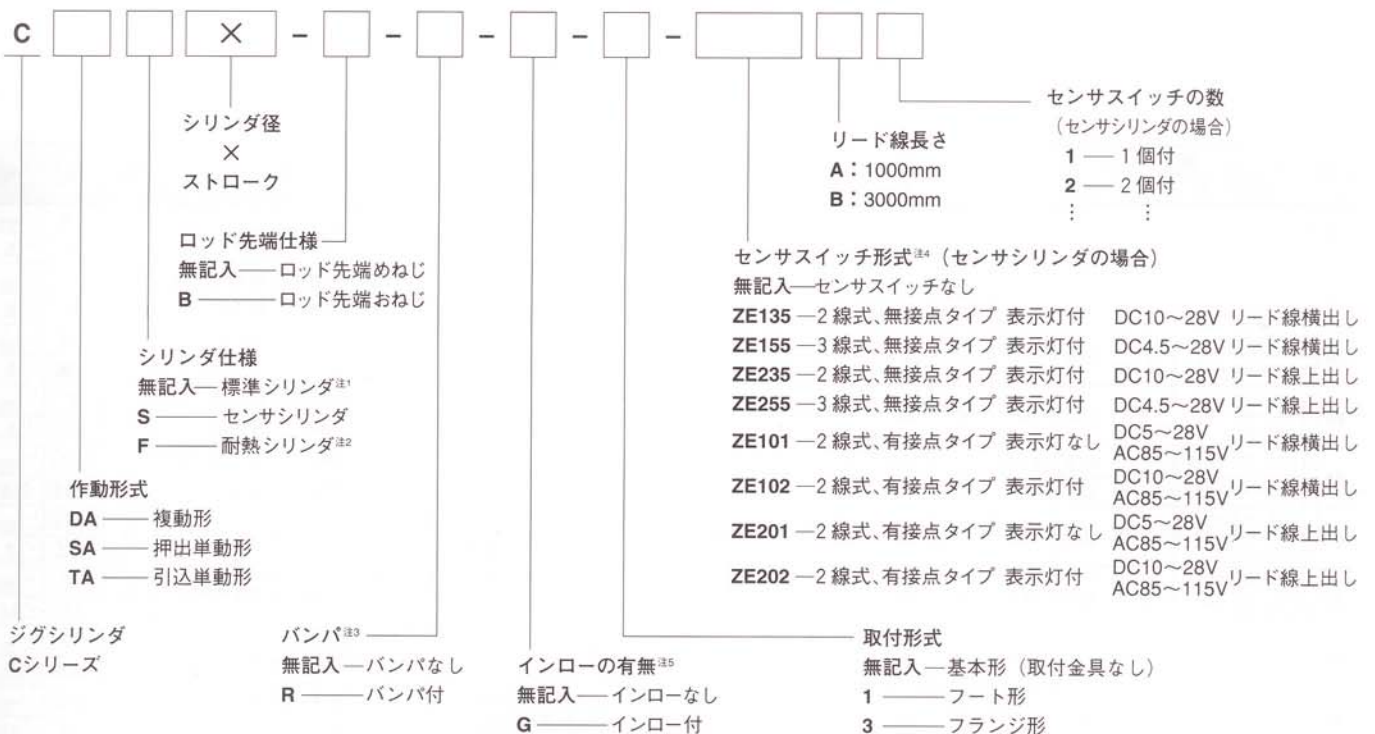 C × - - - - -
シリンダ径
×
ストローク
ロッド先端仕様
無記入―ロッド先端めねじ
B―ロッド先端おねじ
シリンダ仕様
無記入―標準シリンダ注1
S―センサシリンダ
F―耐熱シリンダ注2
作動形式
DA―複動形
SA―押出単動形
TA―引込単動形
ジグシリンダ
Cシリーズ
バンパ注3
無記入―バンパなし
R―バンパ付
インローの有無注5
無記入―インローなし
G―インロー付
取付形式
無記入―基本形（取付金具なし）
1―フート形
3―フランジ形
センサスイッチ形式注4（センサシリンダの場合）
無記入―センサスイッチなし
ZE135―2線式、無接点タイプ 表示灯付 DC10～28V リード線横出し
ZE155―3線式、無接点タイプ 表示灯付 DC4.5～28V リード線横出し
ZE235―2線式、無接点タイプ 表示灯付 DC10～28V リード線上出し
ZE255―3線式、無接点タイプ 表示灯付 DC4.5～28V リード線上出し
ZE101―2線式、有接点タイプ 表示灯なし DC5～28V AC85～115V リード線横出し
ZE102―2線式、有接点タイプ 表示灯付 DC10～28V AC85～115V リード線横出し
ZE201―2線式、有接点タイプ 表示灯なし DC5～28V AC85～115V リード線上出し
ZE202―2線式、有接点タイプ 表示灯付 DC10～28V AC85～115V リード線上出し
リード線長さ
A：1000mm
B：3000mm
センサスイッチの数
（センサシリンダの場合）
1―1個付
2―2個付
⋮ ⋮